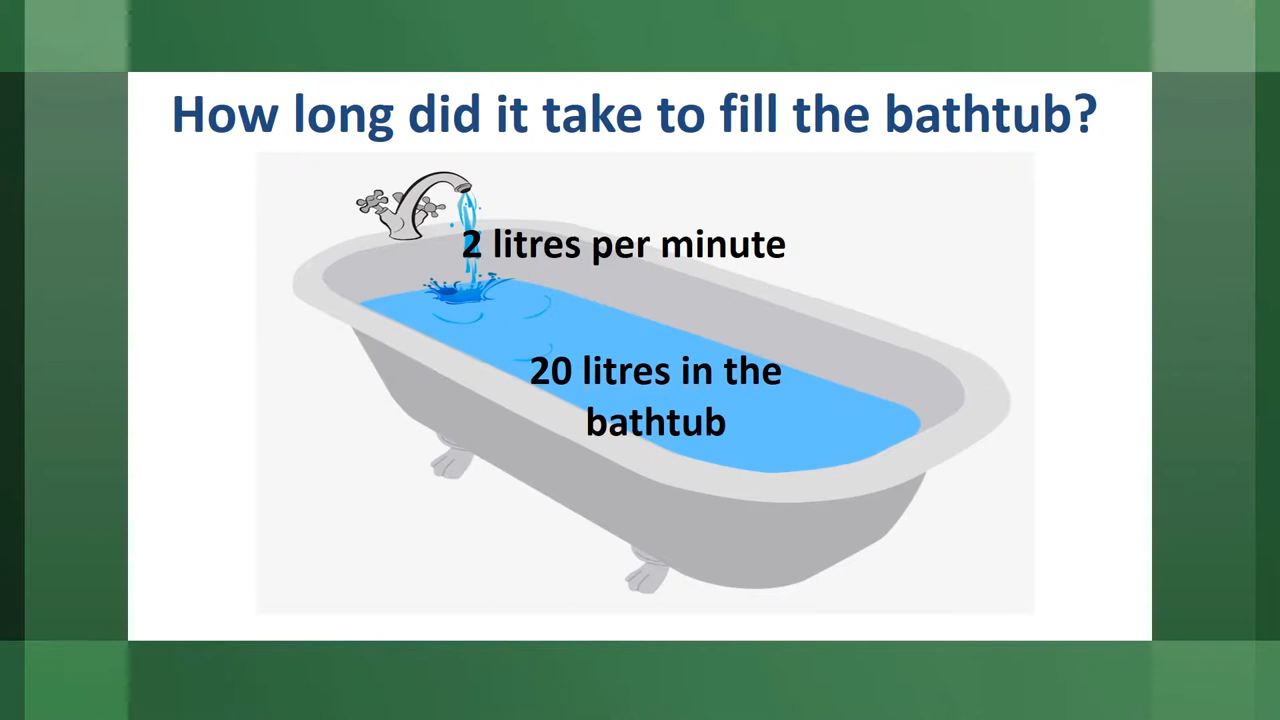 How long did it take to fill the bathtub?
2 litres per minute
20 litres in the
bathtub